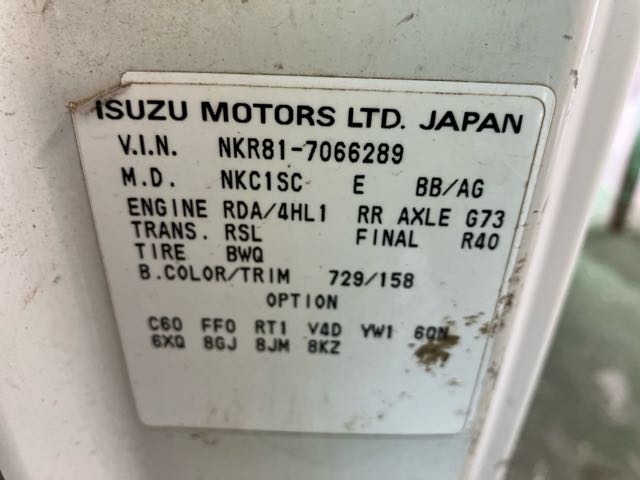 ISUZU MOTORS LTD. JAPAN
V.I.N. NKR81-7066289
M.D. NKC1SC E BB/AG
ENGINE RDA/4HL1 RR AXLE G73
TRANS. RSL FINAL R40
TIRE BWQ
B.COLOR/TRIM 729/158
OPTION
C60 FF0 RT1 V4D YW1 6QN
6XQ 8GJ 8JM 8KZ